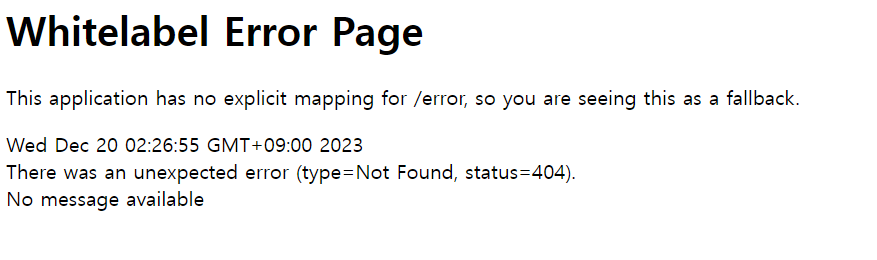 Whitelabel Error Page
This application has no explicit mapping for /error, so you are seeing this as a fallback.
Wed Dec 20 02:26:55 GMT+09:00 2023
There was an unexpected error (type=Not Found, status=404).
No message available